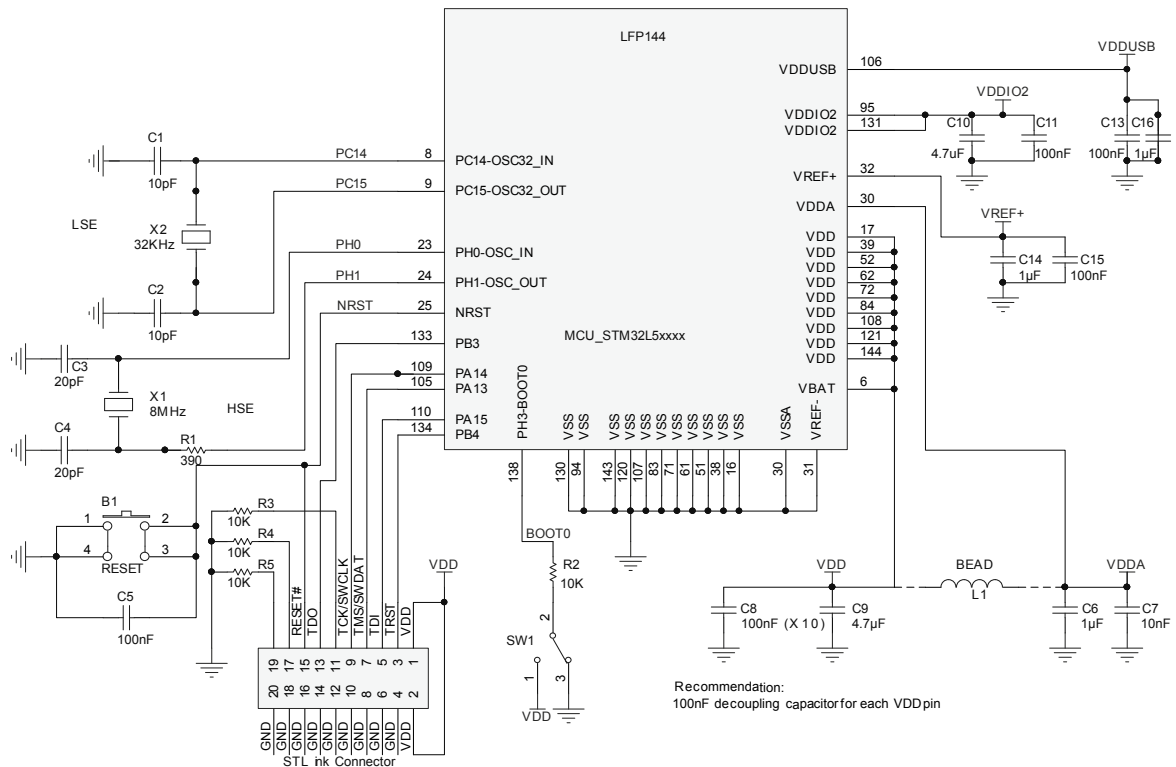 LFP144
VDDUSB
106
VDDUSB
VDDIO2
95
VDDIO2
131
VDDIO2
C10
4.7uF
C11
100nF
C13
100nF
C16
1µF
C1
10pF
PC14
8
PC14-OSC32_IN
PC15
9
PC15-OSC32_OUT
VREF+
32
VDDA
30
LSE
X2
32KHz
VREF+
C14
1µF
C15
100nF
PH0
23
PH0-OSC_IN
PH1
24
PH1-OSC_OUT
NRST
25
NRST
C2
10pF
VDD
17
VDD
39
VDD
52
VDD
62
VDD
72
VDD
84
VDD
108
VDD
121
VDD
144
VBAT
6
MCU_STM32L5xxxx
133
PB3
109
PA14
105
PA13
110
PA15
134
PB4
C3
20pF
X1
8MHz
HSE
C4
20pF
R1
390
PH3-BOOT0
VSS
VSS
VSS
VSS
VSS
VSS
VSS
VSS
VSS
VSS
VSS
VSSA
VREF-
138
130
94
143
120
107
83
71
61
51
38
16
30
31
B1
1
2
4
3
RESET
C5
100nF
R3
10K
R4
10K
R5
10K
BOOT0
R2
10K
2
SW1
1
3
VDD
RESET#
TDO
TCK/SWCLK
TMS/SWDAT
TDI
TRST
VDD
VDD
19
17
15
13
11
9
7
5
3
1
20
18
16
14
12
10
8
6
4
2
GND
GND
GND
GND
GND
GND
GND
GND
VDD
STL ink Connector
VDD
BEAD
L1
VDDA
C8
100nF (X 10)
C9
4.7µF
C6
1µF
C7
10nF
Recommendation:
100nF decoupling capacitor for each VDD pin